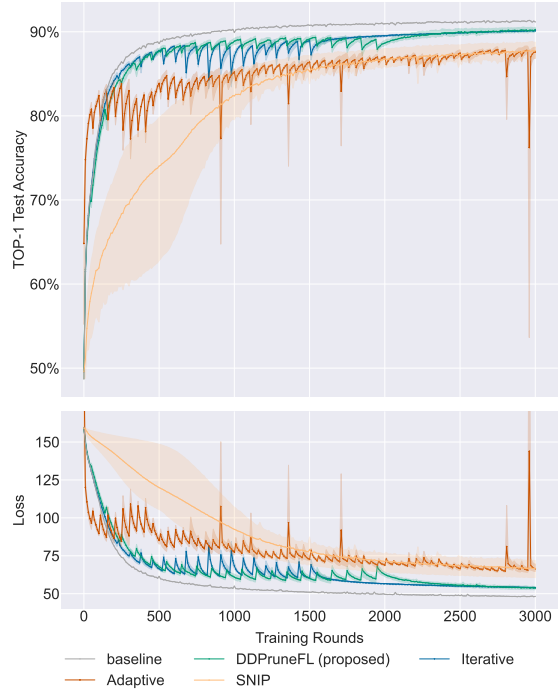 90%
80%
70%
60%
50%
TOP-1 Test Accuracy
150
125
100
75
50
Loss
0 500 1000 1500 2000 2500 3000
Training Rounds
baseline DDPruneFL (proposed) Iterative
Adaptive SNIP